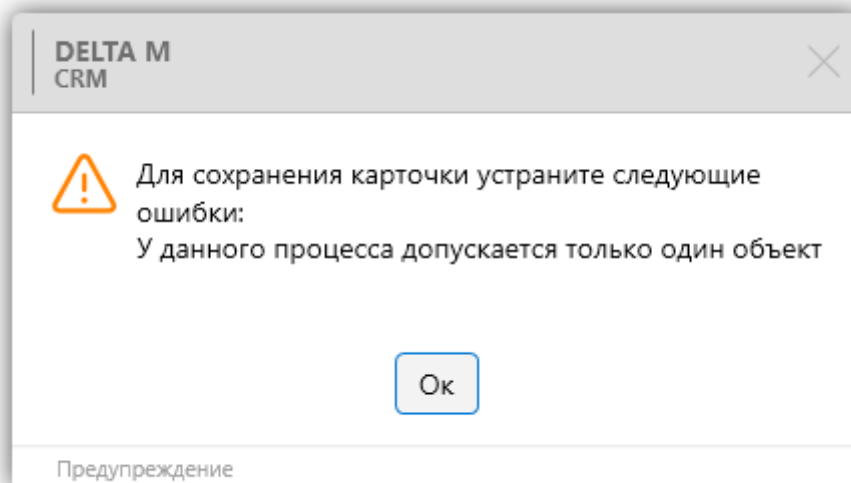 DELTA M
CRM
Для сохранения карточки устраните следующие
ошибки:
У данного процесса допускается только один объект
Ок
Предупреждение